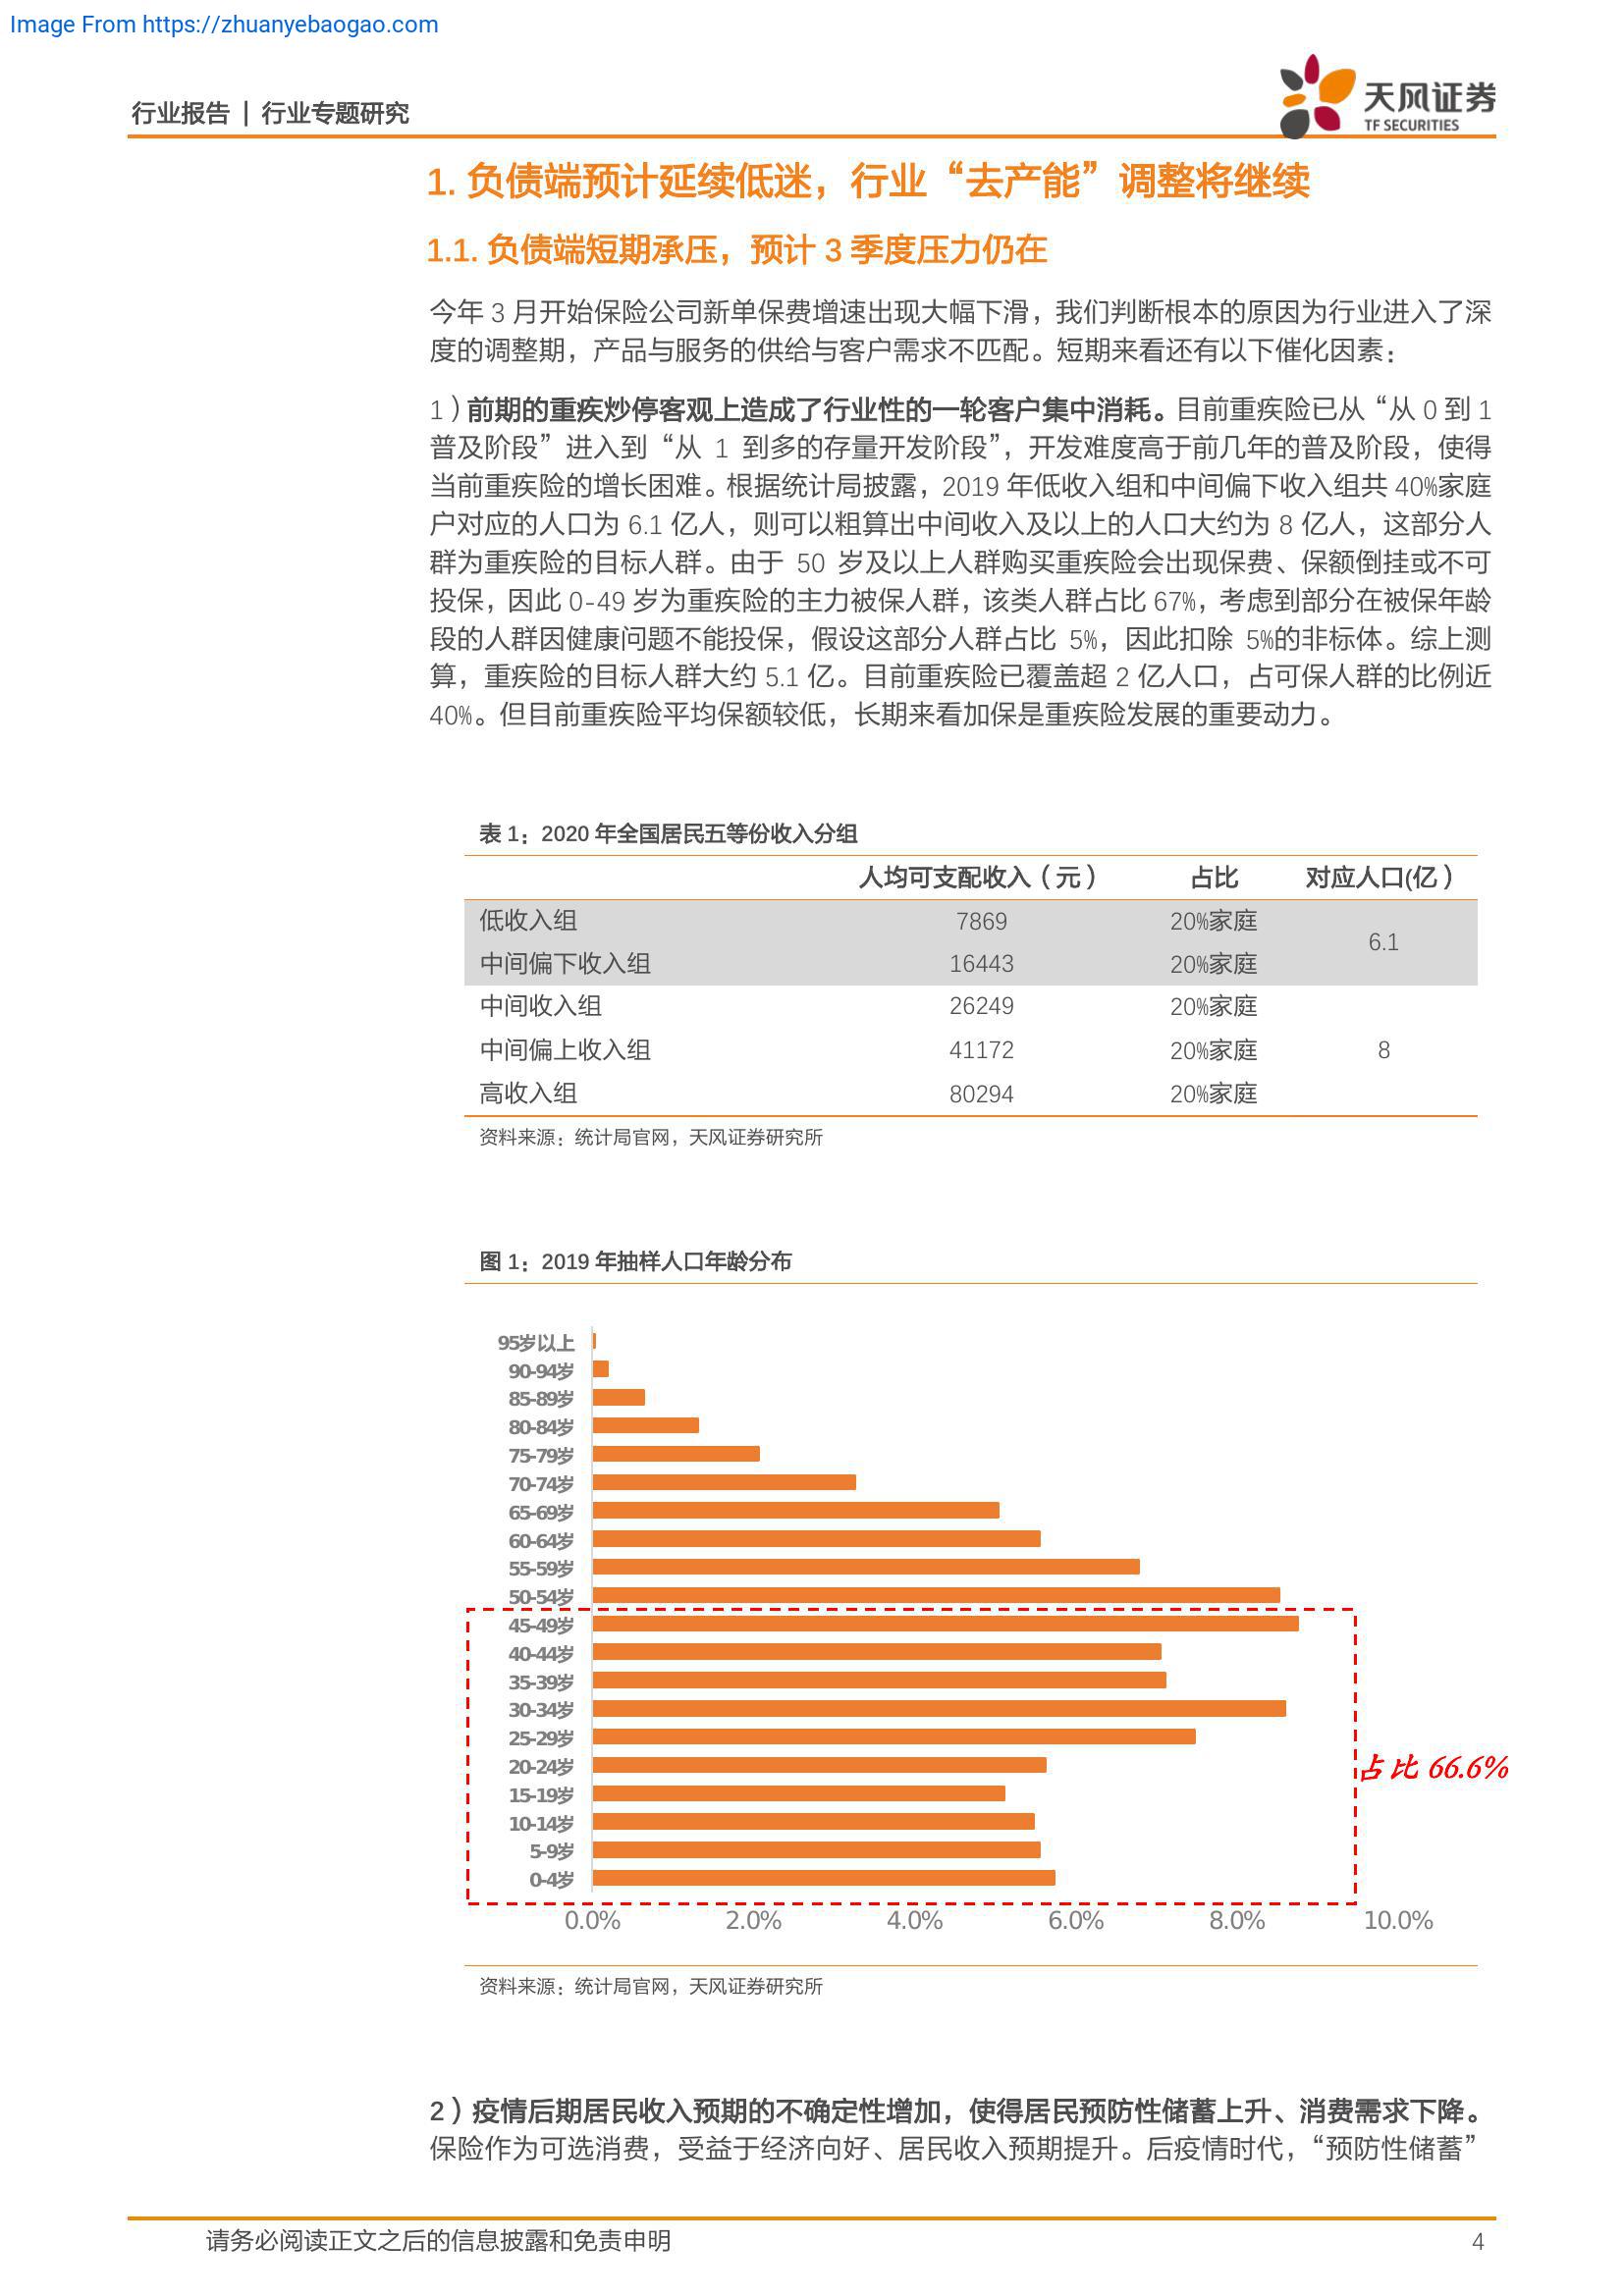 Image From https://zhuanyebaogao.com
行业报告 | 行业专题研究
天风证券
TF SECURITIES
1. 负债端预计延续低迷，行业“去产能”调整将继续
1.1. 负债端短期承压，预计 3 季度压力仍在
今年 3 月开始保险公司新单保费增速出现大幅下滑，我们判断根本的原因为行业进入了深
度的调整期，产品与服务的供给与客户需求不匹配。短期来看还有以下催化因素：
1）前期的重疾炒停客观上造成了行业性的一轮客户集中消耗。目前重疾险已从“从 0 到 1
普及阶段”进入到“从 1 到多的存量开发阶段”，开发难度高于前几年的普及阶段，使得
当前重疾险的增长困难。根据统计局披露，2019 年低收入组和中间偏下收入组共 40%家庭
户对应的人口为 6.1 亿人，则可以粗算出中间收入及以上的人口大约为 8 亿人，这部分人
群为重疾险的目标人群。由于 50 岁及以上人群购买重疾险会出现保费、保额倒挂或不可
投保，因此 0-49 岁为重疾险的主力被保人群，该类人群占比 67%，考虑到部分在被保年龄
段的人群因健康问题不能投保，假设这部分人群占比 5%，因此扣除 5%的非标体。综上测
算，重疾险的目标人群大约 5.1 亿。目前重疾险已覆盖超 2 亿人口，占可保人群的比例近
40%。但目前重疾险平均保额较低，长期来看加保是重疾险发展的重要动力。
表 1：2020 年全国居民五等份收入分组
人均可支配收入（元） 占比 对应人口(亿）
低收入组 7869 20%家庭
6.1
中间偏下收入组 16443 20%家庭
中间收入组 26249 20%家庭
中间偏上收入组 41172 20%家庭 8
高收入组 80294 20%家庭
资料来源：统计局官网，天风证券研究所
图 1：2019 年抽样人口年龄分布
95岁以上
90-94岁
85-89岁
80-84岁
75-79岁
70-74岁
65-69岁
60-64岁
55-59岁
50-54岁
45-49岁
40-44岁
35-39岁
30-34岁
25-29岁
20-24岁
占比 66.6%
15-19岁
10-14岁
5-9岁
0-4岁
0.0% 2.0% 4.0% 6.0% 8.0% 10.0%
资料来源：统计局官网，天风证券研究所
2）疫情后期居民收入预期的不确定性增加，使得居民预防性储蓄上升、消费需求下降。
保险作为可选消费，受益于经济向好、居民收入预期提升。后疫情时代，“预防性储蓄”
请务必阅读正文之后的信息披露和免责申明 4